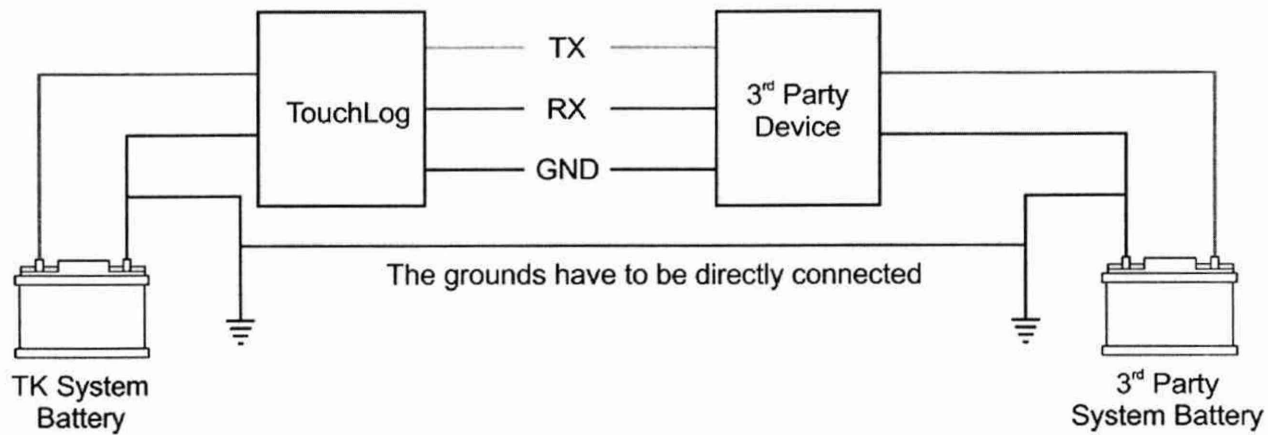 TouchLog
TX
RX
GND
3rd Party
Device
The grounds have to be directly connected
TK System
Battery
3rd Party
System Battery